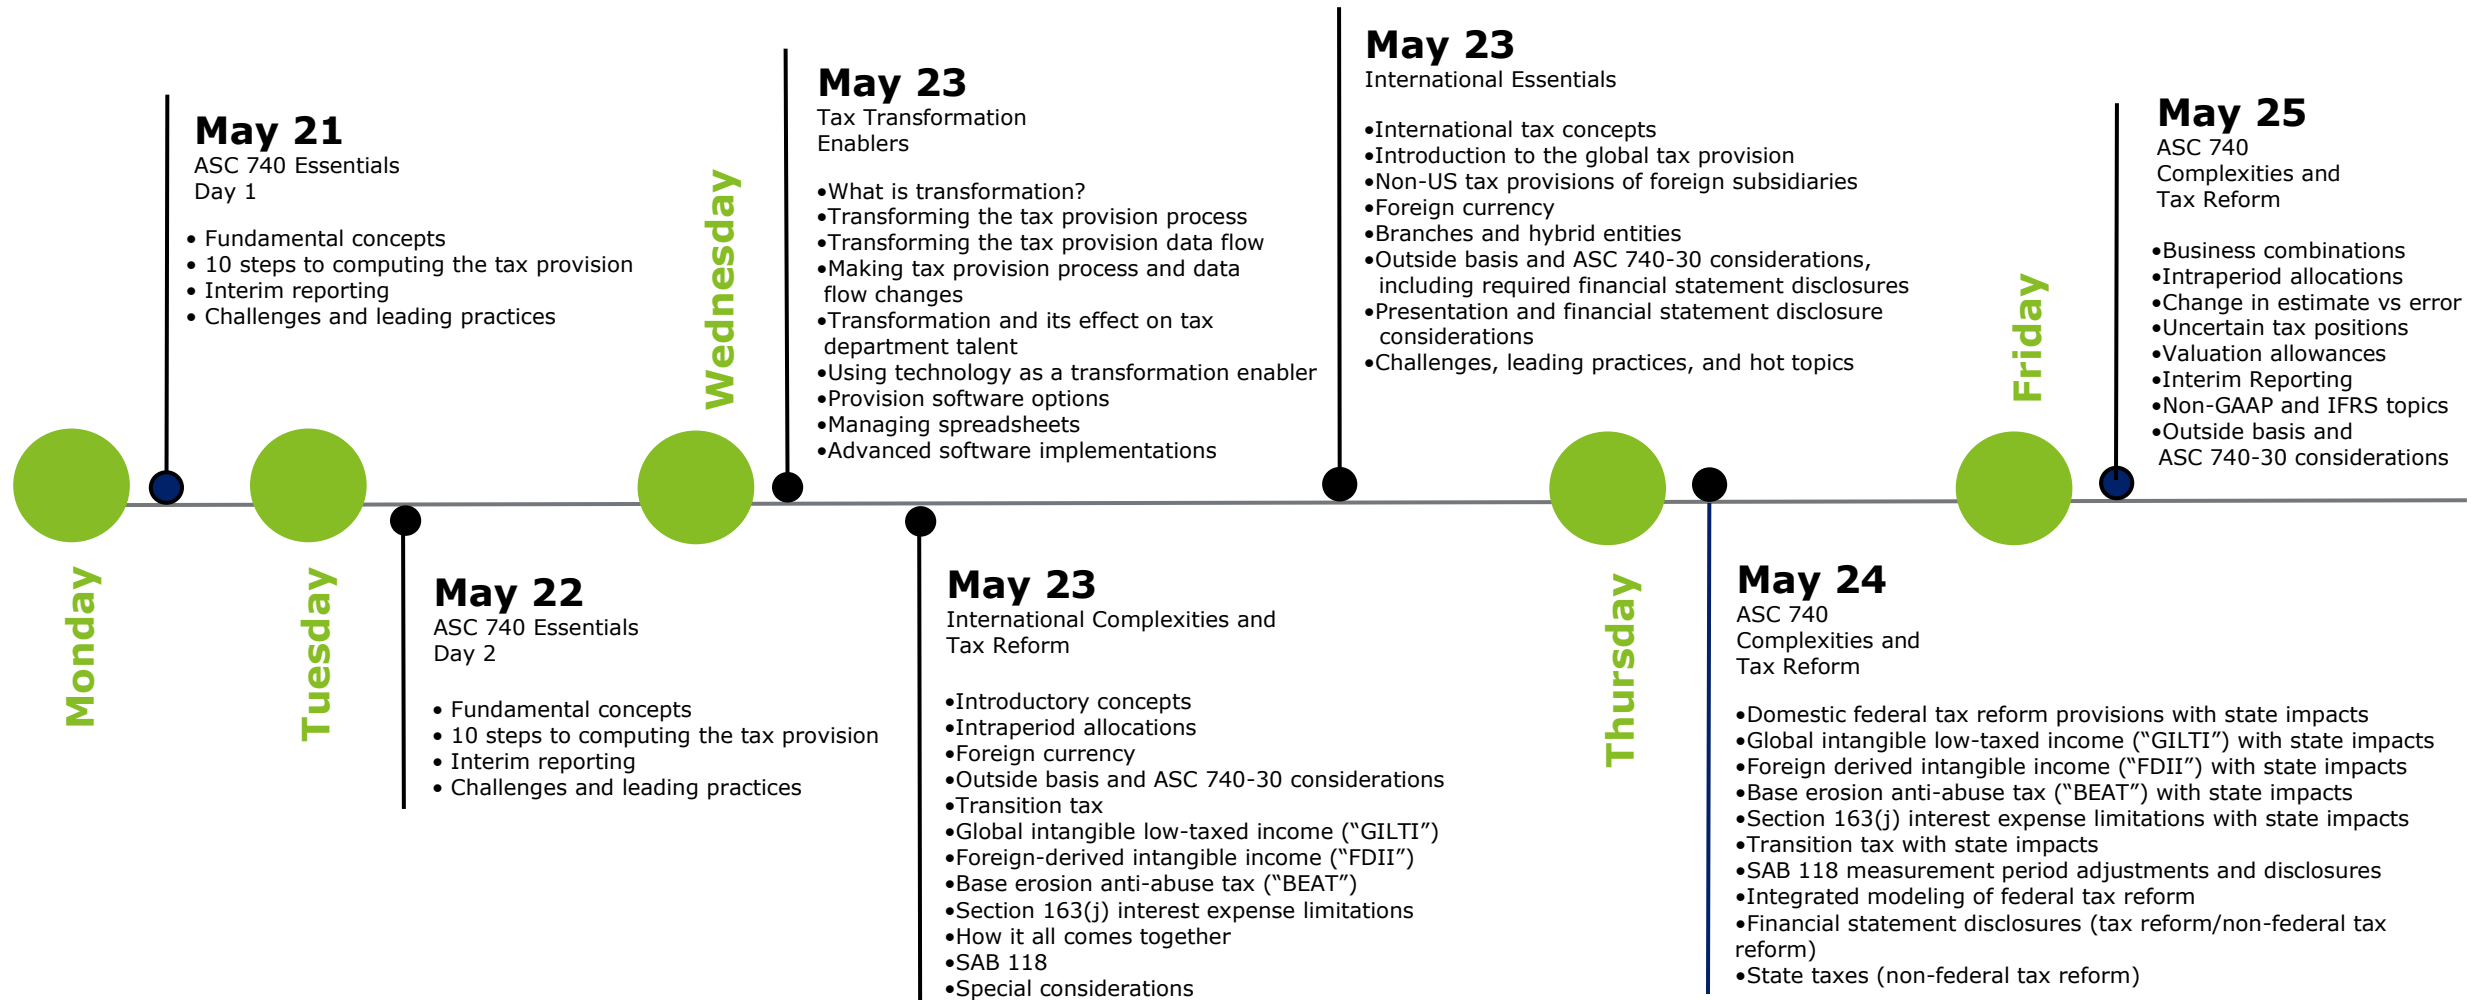 Monday
May 21
ASC 740 Essentials
Day 1
• Fundamental concepts
• 10 steps to computing the tax provision
• Interim reporting
• Challenges and leading practices
Tuesday
May 22
ASC 740 Essentials
Day 2
• Fundamental concepts
• 10 steps to computing the tax provision
• Interim reporting
• Challenges and leading practices
Wednesday
May 23
Tax Transformation
Enablers
•What is transformation?
•Transforming the tax provision process
•Transforming the tax provision data flow
•Making tax provision process and data
flow changes
•Transformation and its effect on tax
department talent
•Using technology as a transformation enabler
•Provision software options
•Managing spreadsheets
•Advanced software implementations
May 23
International Complexities and
Tax Reform
•Introductory concepts
•Intraperiod allocations
•Foreign currency
•Outside basis and ASC 740-30 considerations
•Transition tax
•Global intangible low-taxed income (“GILTI”)
•Foreign-derived intangible income (“FDII”)
•Base erosion anti-abuse tax (“BEAT”)
•Section 163(j) interest expense limitations
•How it all comes together
•SAB 118
•Special considerations
May 23
International Essentials
•International tax concepts
•Introduction to the global tax provision
•Non-US tax provisions of foreign subsidiaries
•Foreign currency
•Branches and hybrid entities
•Outside basis and ASC 740-30 considerations,
including required financial statement disclosures
•Presentation and financial statement disclosure
considerations
•Challenges, leading practices, and hot topics
Thursday
May 24
ASC 740
Complexities and
Tax Reform
•Domestic federal tax reform provisions with state impacts
•Global intangible low-taxed income (“GILTI”) with state impacts
•Foreign derived intangible income (“FDII”) with state impacts
•Base erosion anti-abuse tax (“BEAT”) with state impacts
•Section 163(j) interest expense limitations with state impacts
•Transition tax with state impacts
•SAB 118 measurement period adjustments and disclosures
•Integrated modeling of federal tax reform
•Financial statement disclosures (tax reform/non-federal tax
reform)
•State taxes (non-federal tax reform)
Friday
May 25
ASC 740
Complexities and
Tax Reform
•Business combinations
•Intraperiod allocations
•Change in estimate vs error
•Uncertain tax positions
•Valuation allowances
•Interim Reporting
•Non-GAAP and IFRS topics
•Outside basis and
ASC 740-30 considerations